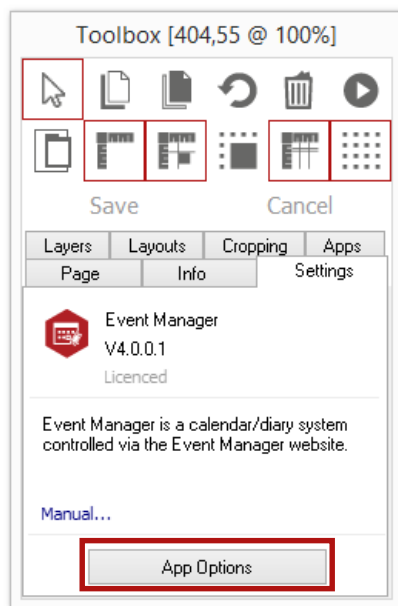 Toolbox [404,55 @ 100%]
Save Cancel
Layers Layouts Cropping Apps
Page Info Settings
Event Manager
V4.0.0.1
Licenced
Event Manager is a calendar/diary system
controlled via the Event Manager website.
Manual...
App Options